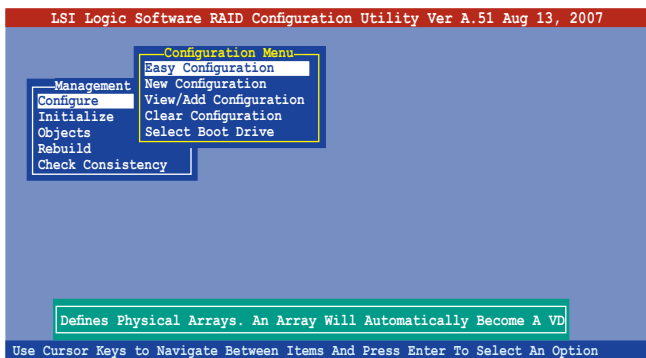 LSI Logic Software RAID Configuration Utility Ver A.51 Aug 13, 2007
Configuration Menu
Easy Configuration
New Configuration
View/Add Configuration
Clear Configuration
Select Boot Drive
Management
Configure
Initialize
Objects
Rebuild
Check Consistency
Defines Physical Arrays. An Array Will Automatically Become A VD
Use Cursor Keys to Navigate Between Items And Press Enter To Select An Option